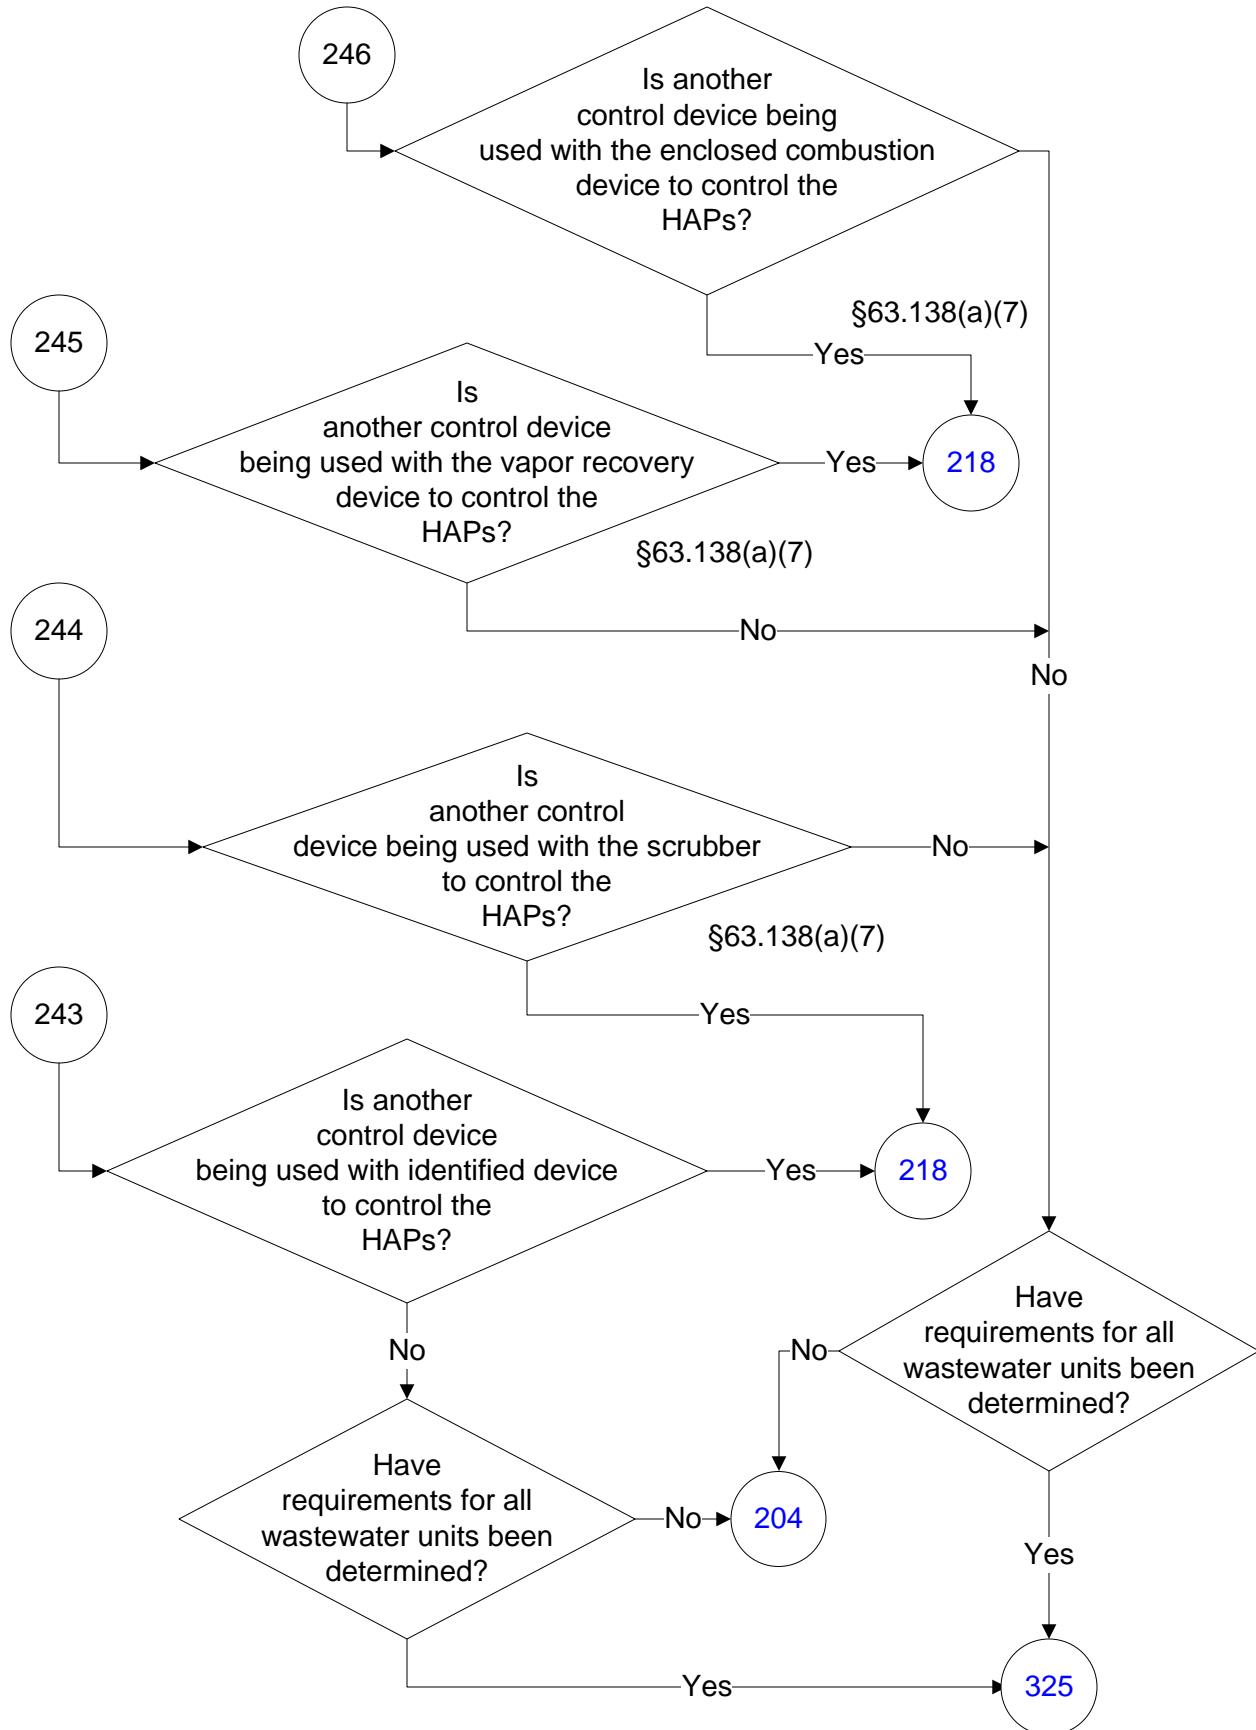 246
Is another
control device being
used with the enclosed combustion
device to control the
HAPs?
§63.138(a)(7)
Yes
245
Is
another control device
being used with the vapor recovery
device to control the
HAPs?
Yes
218
§63.138(a)(7)
No
No
244
Is
another control
device being used with the scrubber
to control the
HAPs?
No
§63.138(a)(7)
Yes
243
Is another
control device
being used with identified device
to control the
HAPs?
Yes
218
No
Have
requirements for all
wastewater units been
determined?
No
Have
requirements for all
wastewater units been
determined?
No
204
Yes
Yes
325